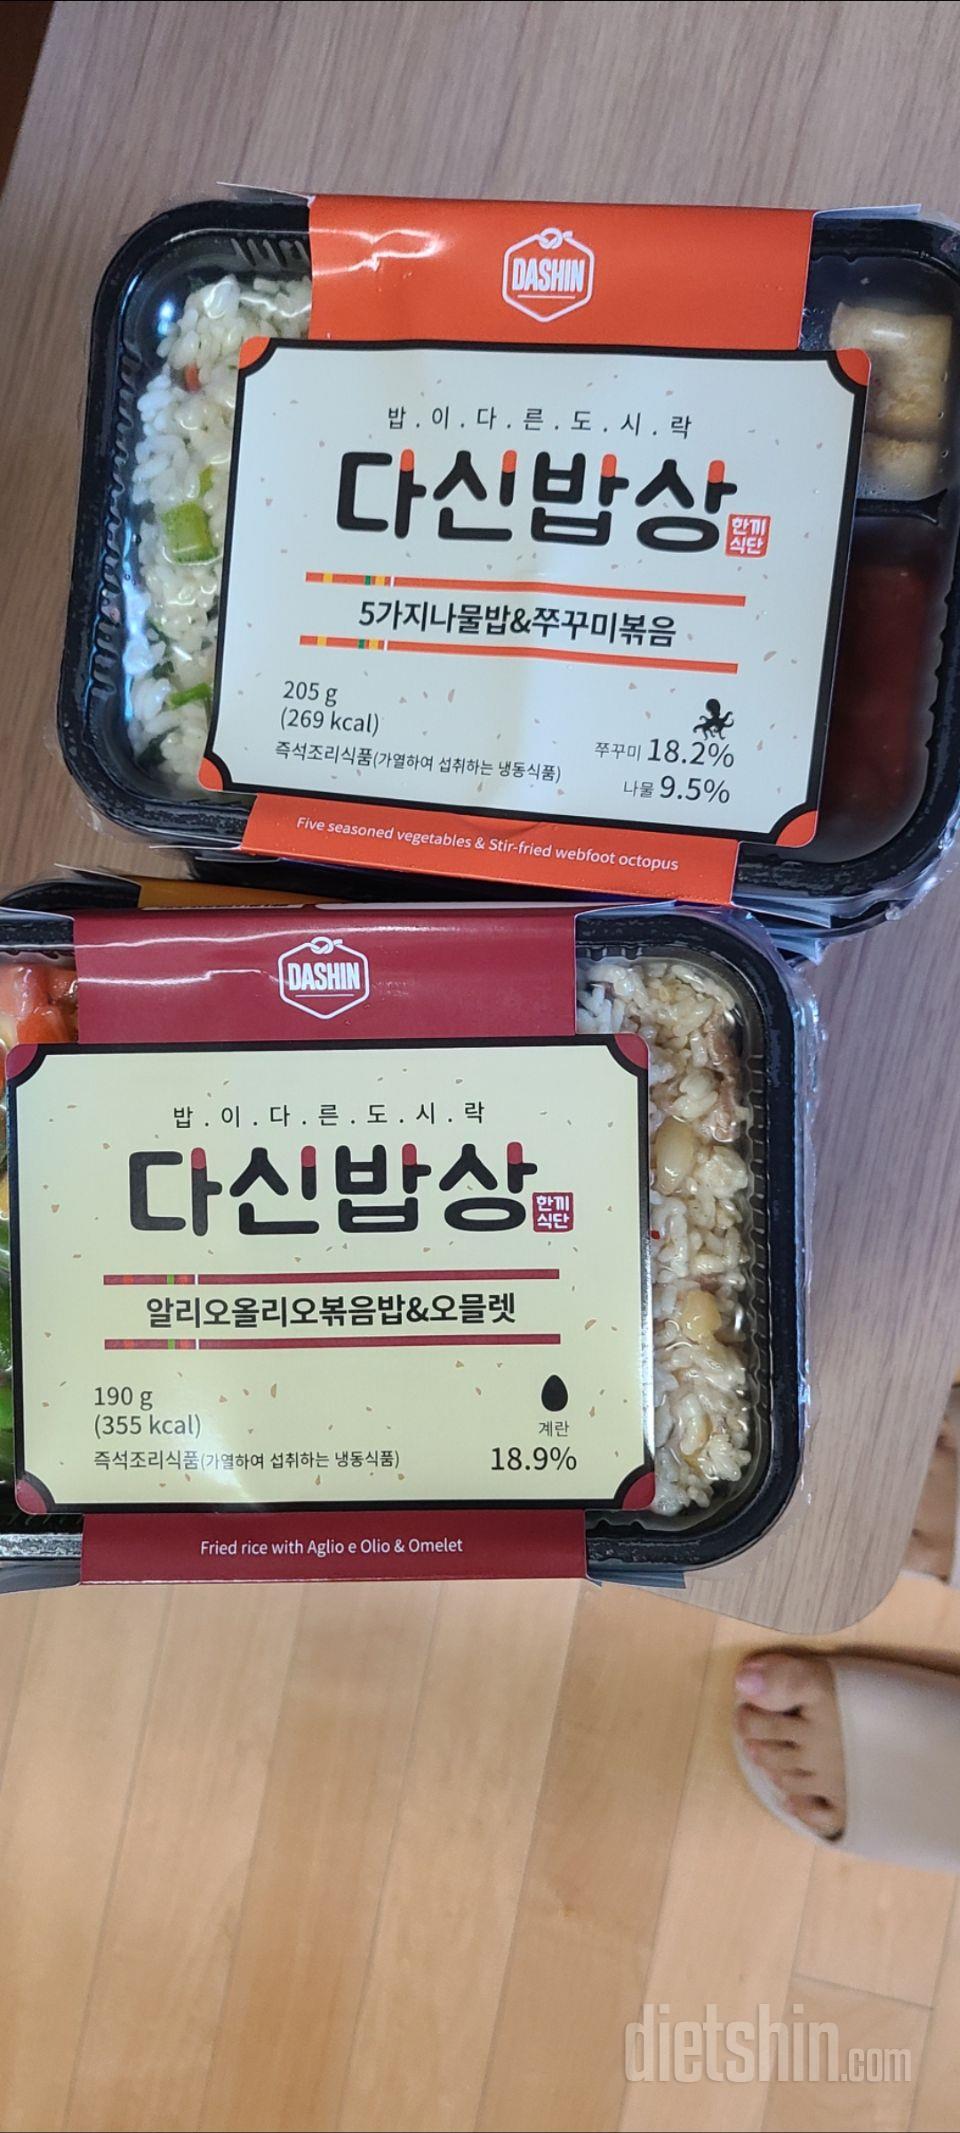 DASHIN
밥.이.다.른.도.시.락
다신밥상
한끼
식단
5가지나물밥&쭈꾸미볶음
205 g
(269 kcal)
즉석조리식품(가열하여 섭취하는 냉동식품)
쭈꾸미 18.2%
나물 9.5%
Five seasoned vegetables & Stir-fried webfoot octopus
DASHIN
밥.이.다.른.도.시.락
다신밥상
한끼
식단
알리오올리오볶음밥&오믈렛
190 g
(355 kcal)
즉석조리식품(가열하여 섭취하는 냉동식품)
계란
18.9%
Fried rice with Aglio e Olio & Omelet
dietshin.com